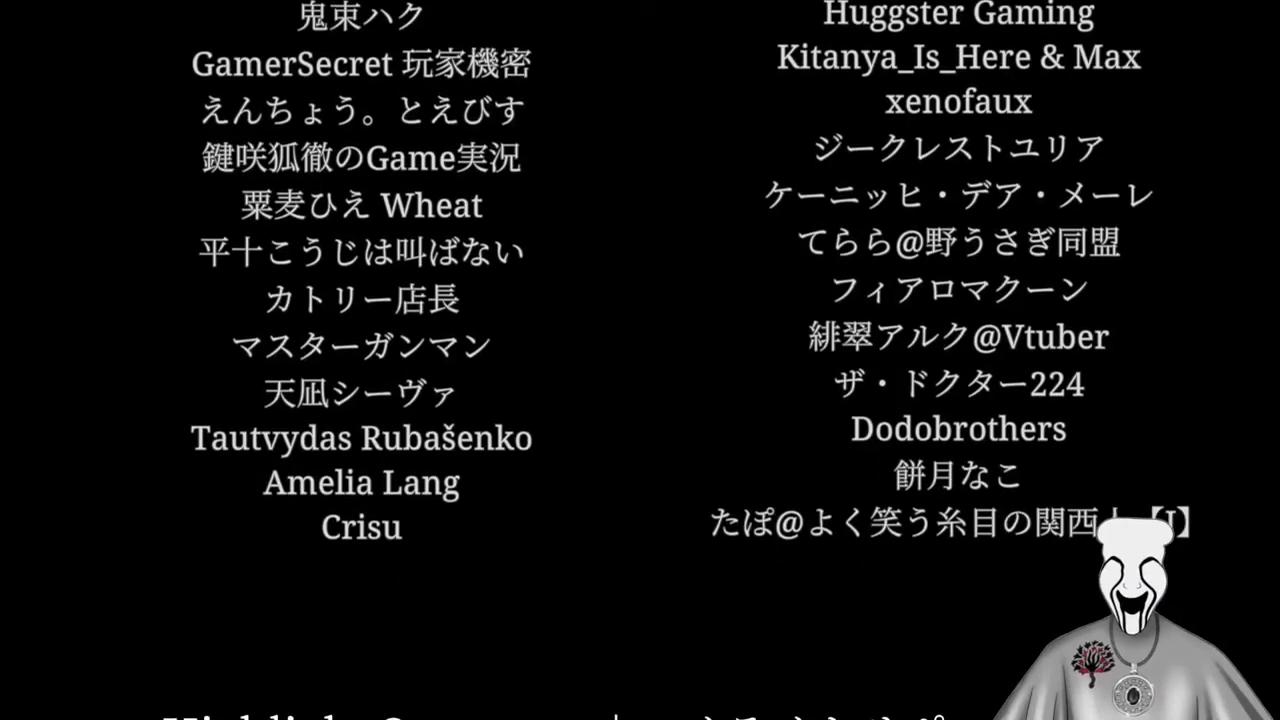 鬼束ハク
GamerSecret 玩家機密
えんちょう。とえびす
鍵咲狐徹のGame実況
粟麦ひえ Wheat
平十こうじは叫ばない
カトリー店長
マスターガンマン
天凪シーヴァ
Tautvydas Rubašenko
Amelia Lang
Crisu
Huggster Gaming
Kitanya_Is_Here & Max
xenofaux
ジークレストユリア
ケーニッヒ・デア・メーレ
てらら@野うさぎ同盟
フィアロマクーン
緋翠アルク@Vtuber
ザ・ドクター224
Dodobrothers
餅月なこ
たぽ@よく笑う糸目の関西